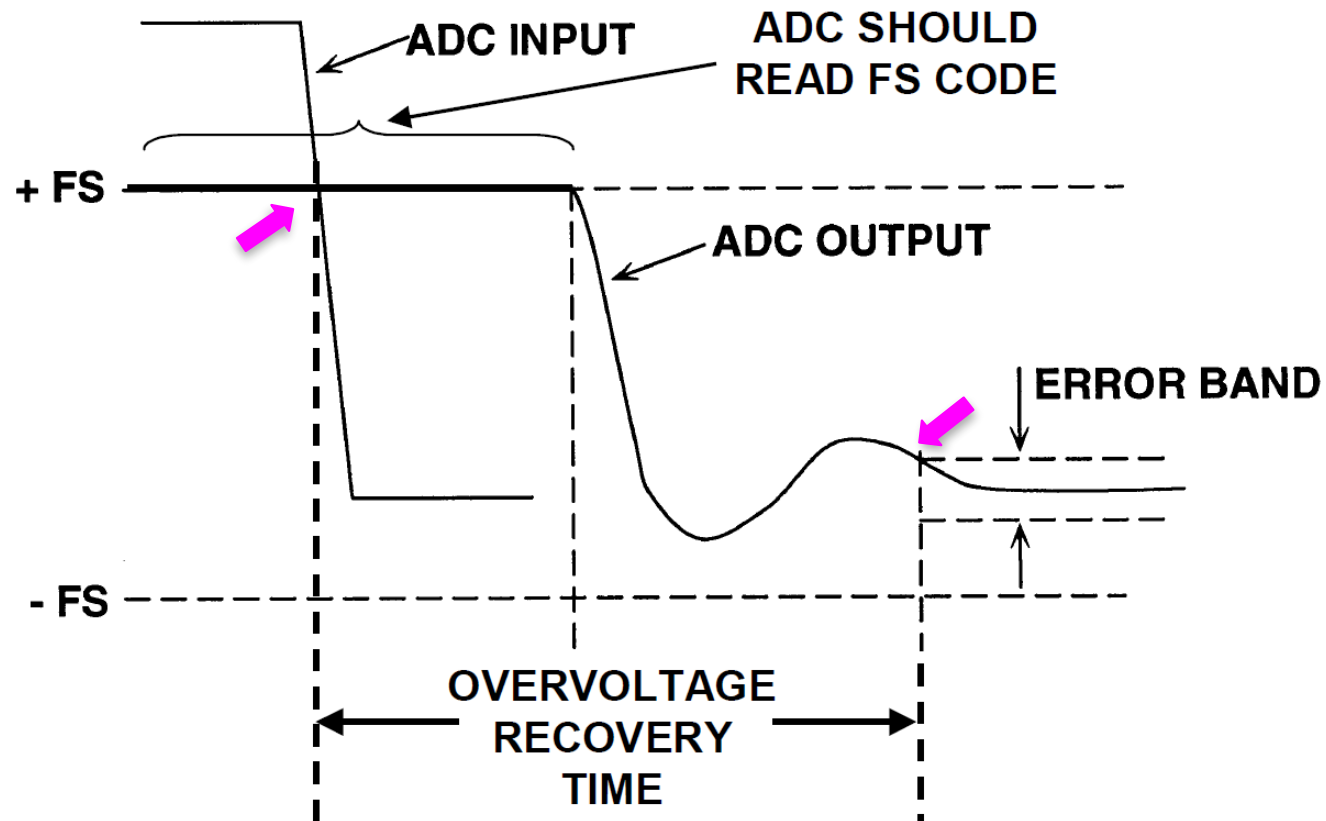 ADC INPUT
ADC SHOULD
READ FS CODE
+ FS
ADC OUTPUT
ERROR BAND
- FS
OVERVOLTAGE
RECOVERY
TIME